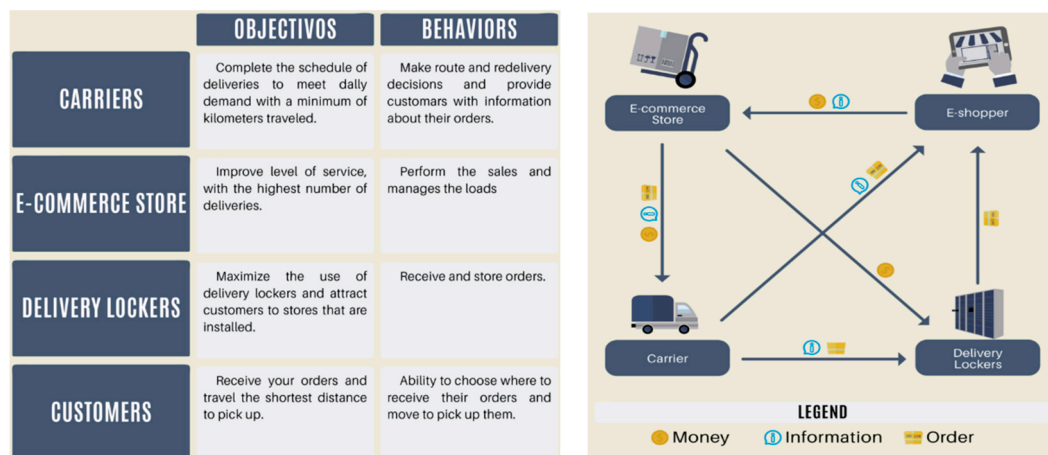 OBJECTIVOS
BEHAVIORS
CARRIERS
Complete the schedule of
deliveries to meet dally
demand with a minimum of
kilometers traveled.
Make route and redelivery
decisions and provide
customars with information
about their orders.
E-COMMERCE STORE
Improve level of service,
with the highest number of
deliveries.
Perform the sales and
manages the loads
DELIVERY LOCKERS
Maximize the use of
delivery lockers and attract
customers to stores that are
installed.
Receive and store orders.
CUSTOMERS
Receive your orders and
travel the shortest distance
to pick up.
Ability to choose where to
receive their orders and
move to pick up them.
E-commerce
Store
E-shopper
Carrier
Delivery
Lockers
LEGEND
Money
Information
Order